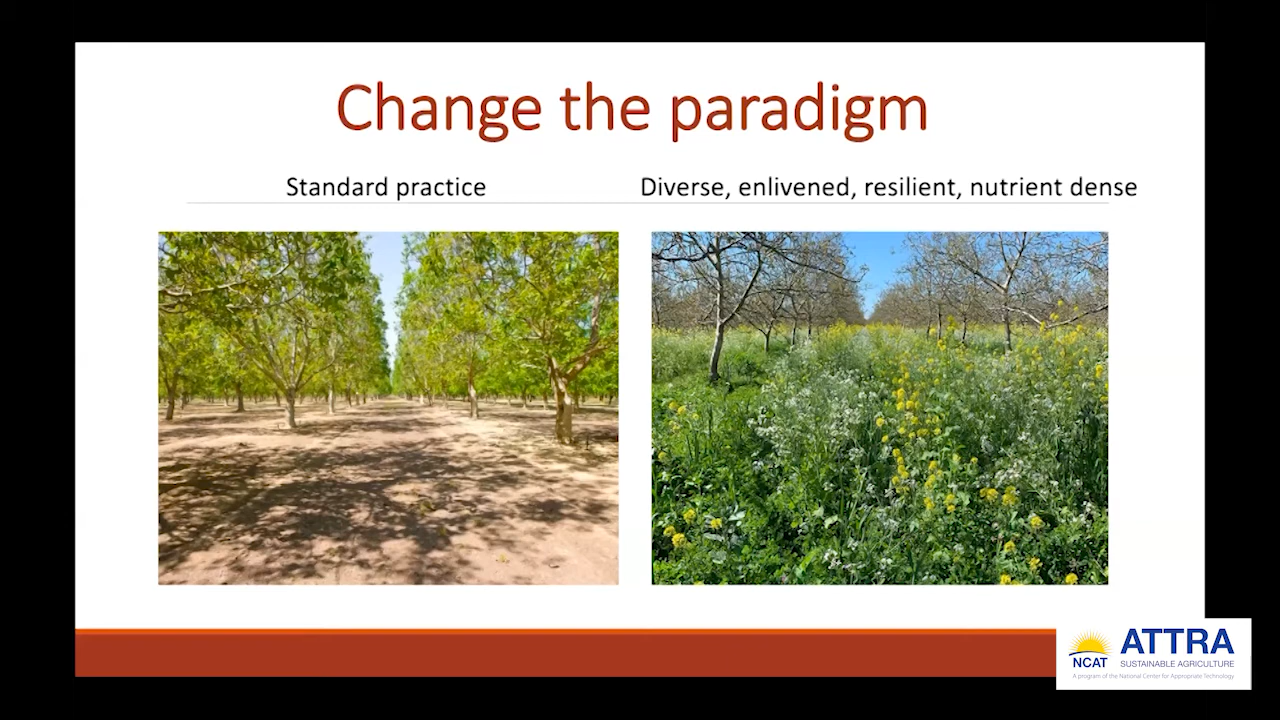 Change the paradigm
Standard practice
Diverse, enlivened, resilient, nutrient dense
NCAT
ATTRA
SUSTAINABLE AGRICULTURE
A program of the National Center for Appropriate Technology